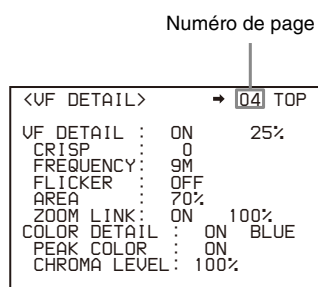 Numéro de page
<VF DETAIL> ➡ 04 TOP
VF DETAIL : ON 25%
CRISP : 0
FREQUENCY: 9M
FLICKER : OFF
AREA : 70%
ZOOM LINK: ON 100%
COLOR DETAIL : ON BLUE
PEAK COLOR : ON
CHROMA LEVEL: 100%